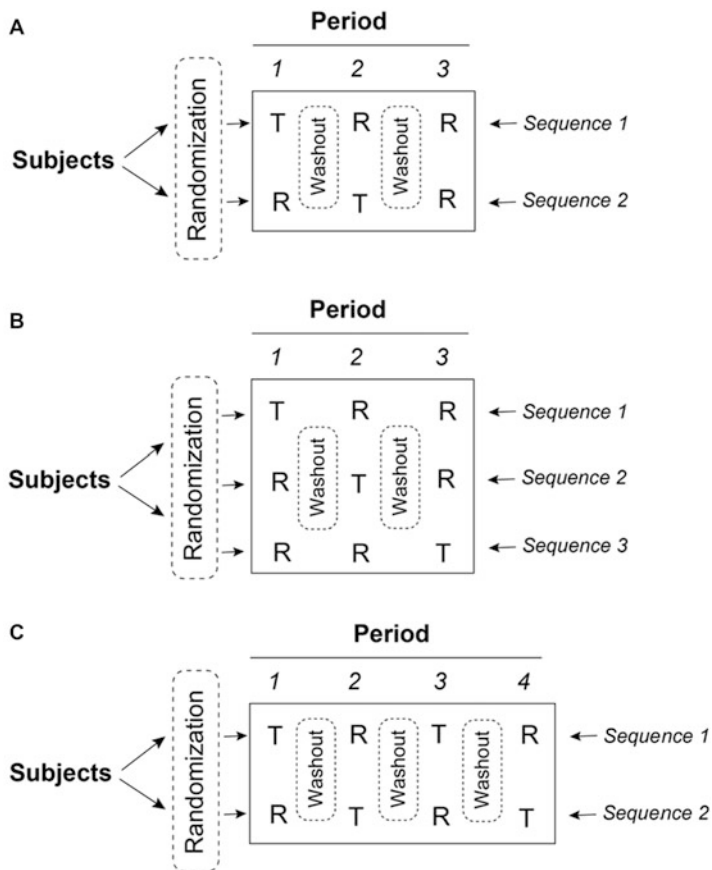 A
Period
1 2 3
Randomization
Subjects
T Washout R Washout R
Sequence 1
R T R
Sequence 2
B
Period
1 2 3
Randomization
Subjects
T R R
Sequence 1
Washout Washout
R T R
Sequence 2
R R T
Sequence 3
C
Period
1 2 3 4
Randomization
Subjects
T Washout R Washout T Washout R
Sequence 1
R T R T
Sequence 2